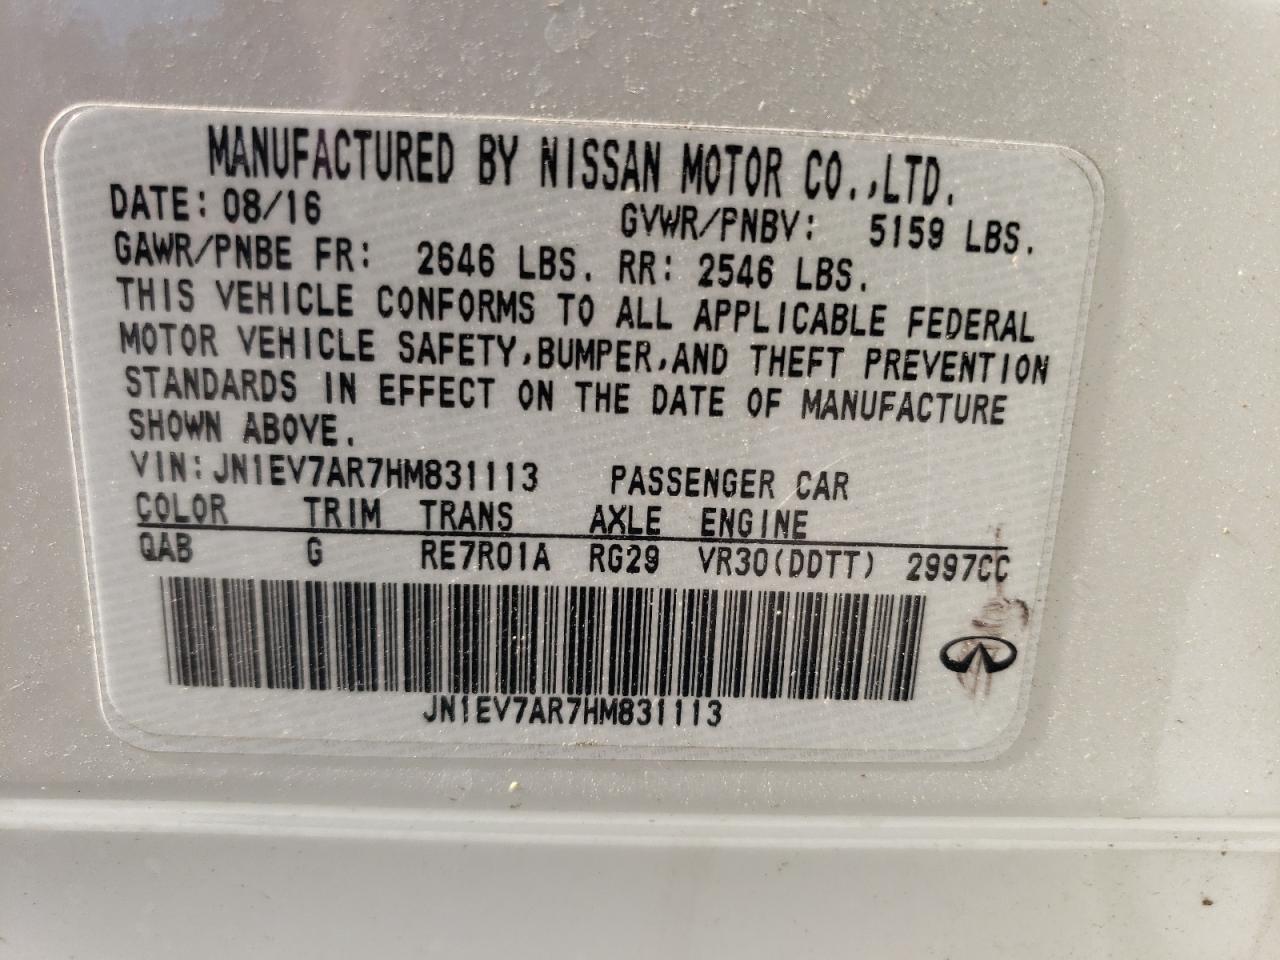 MANUFACTURED BY NISSAN MOTOR CO.,LTD.
DATE: 08/16 GVWR/PNBV: 5159 LBS.
GAWR/PNBE FR: 2646 LBS. RR: 2546 LBS.
THIS VEHICLE CONFORMS TO ALL APPLICABLE FEDERAL
MOTOR VEHICLE SAFETY,BUMPER,AND THEFT PREVENTION
STANDARDS IN EFFECT ON THE DATE OF MANUFACTURE
SHOWN ABOVE.
VIN: JN1EV7AR7HM831113 PASSENGER CAR
COLOR TRIM TRANS AXLE ENGINE
QAB G RE7R01A RG29 VR30(DDTT) 2997CC
JN1EV7AR7HM831113